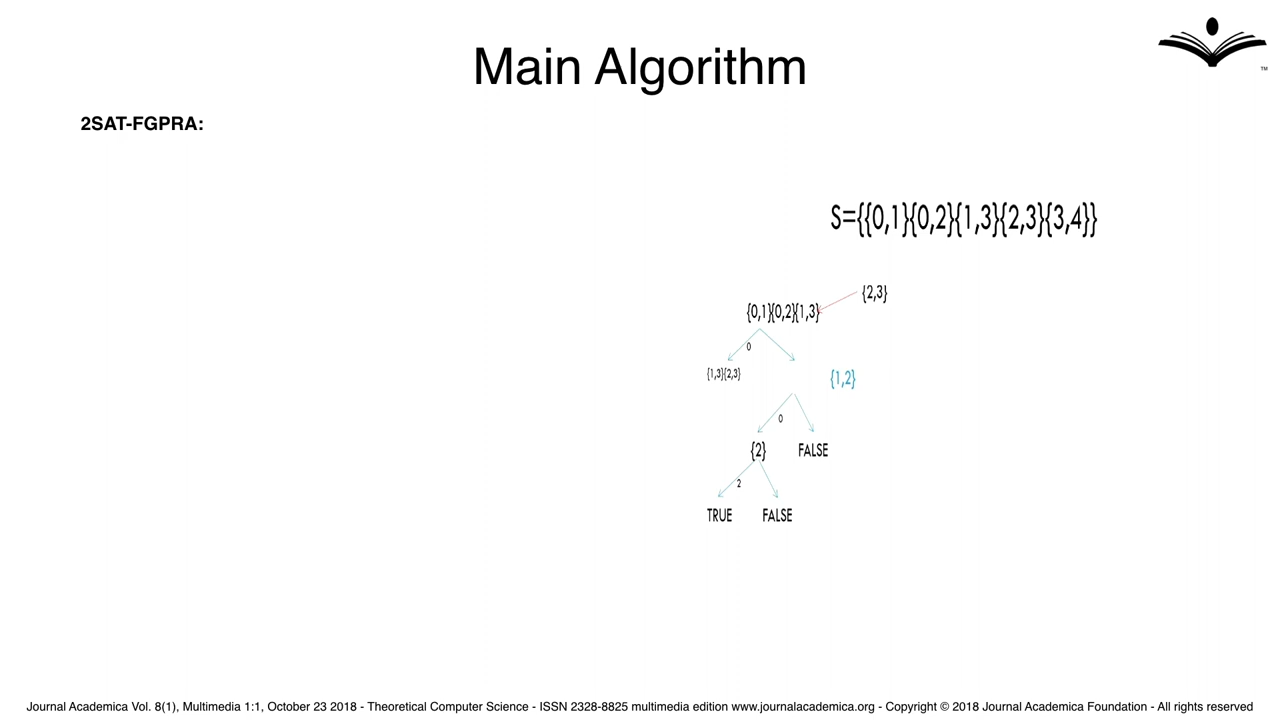 TM
Main Algorithm
2SAT-FGPRA:
S={{0,1}{0,2}{1,3}{2,3}{3,4}}
{2,3}
{0,1}{0,2}{1,3}
0
{1,3}{2,3}
{1,2}
0
{2} FALSE
2
TRUE FALSE
Journal Academica Vol. 8(1), Multimedia 1:1, October 23 2018 - Theoretical Computer Science - ISSN 2328-8825 multimedia edition www.journalacademica.org - Copyright © 2018 Journal Academica Foundation - All rights reserved